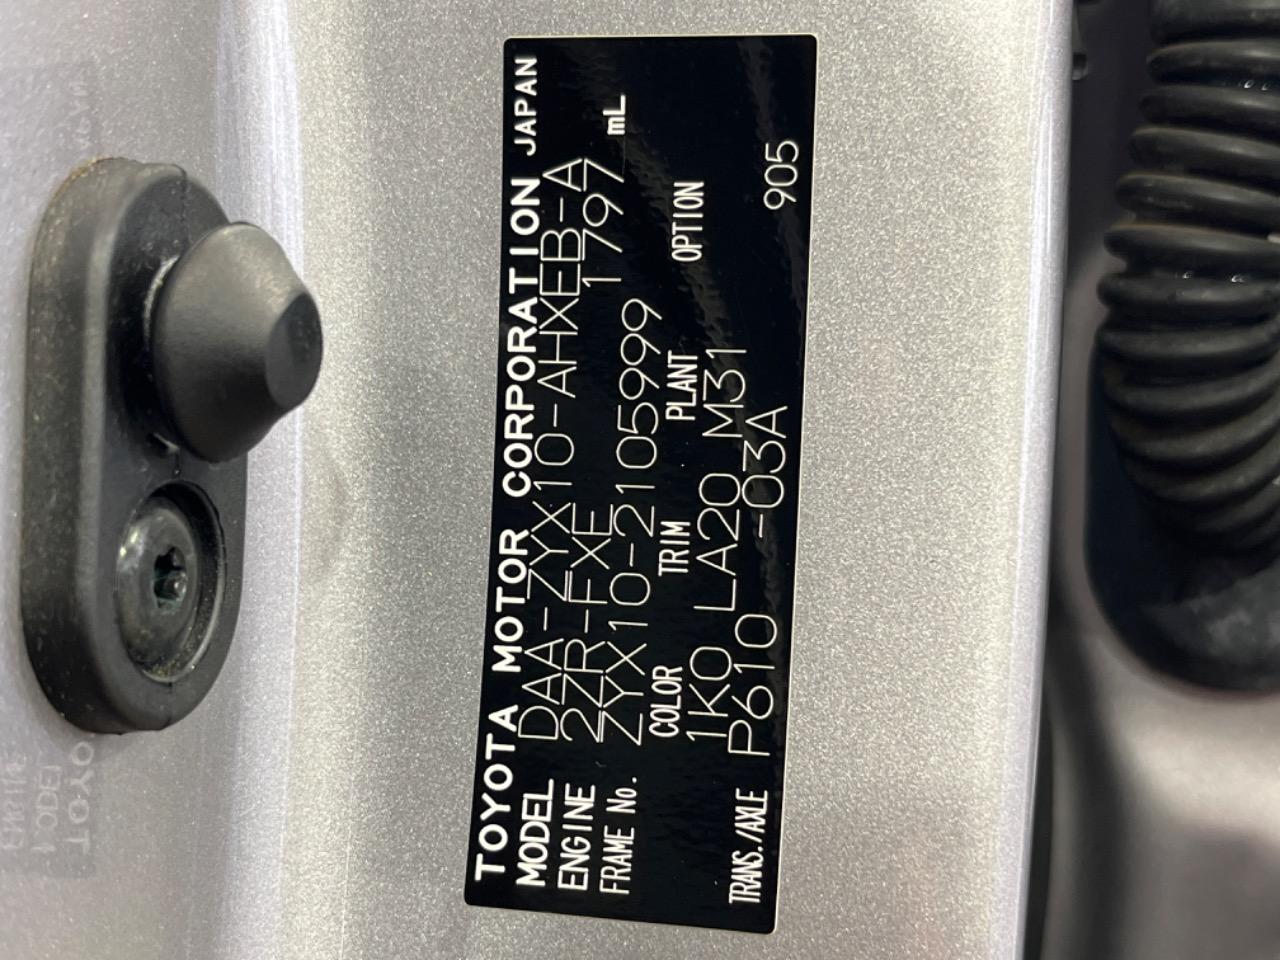 TOYOTA MOTOR CORPORATION JAPAN
MODEL DAA-ZYX10-AHXEB-A
ENGINE 2ZR-FXE 1797 mL
FRAME No. ZYX10-2105999
COLOR TRIM PLANT OPTION
1K0 LA20 M31
TRANS./AXLE P610 -03A 905